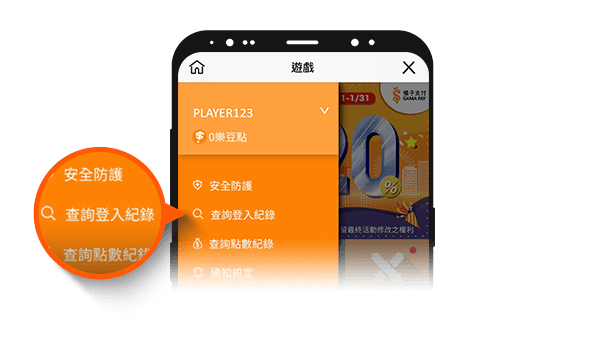 遊戲
PLAYER123
0樂豆點
安全防護
查詢登入紀錄
查詢點數紀錄
通知設定
安全防護
查詢登入紀錄
查詢點數紀錄
1-1/31
橘子支付
GAMA PAY
20
%
留最終活動修改之權利